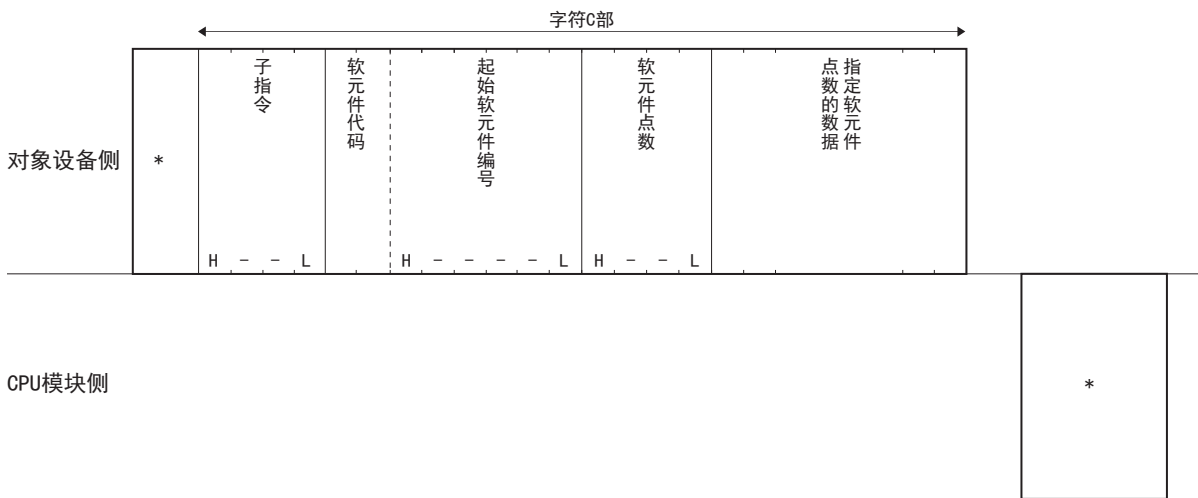 字符C部
子指令
软元件代码
起始软元件编号
软元件点数
指定软元件
点数的数据
对象设备侧
*
H - - L
H - - - - L
H - - L
CPU模块侧
*